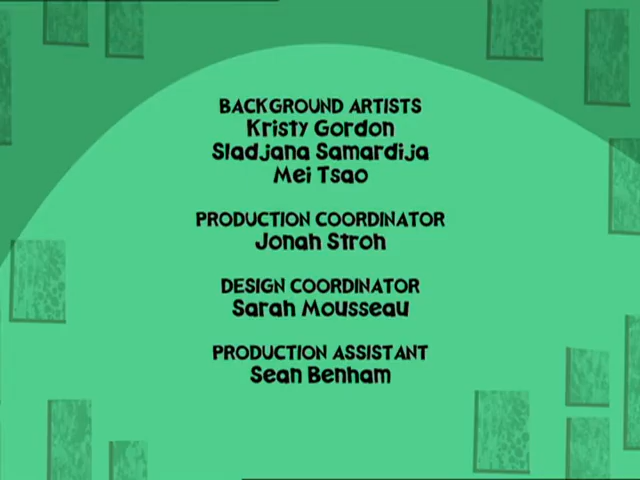 BACKGROUND ARTISTS
Kristy Gordon
Sladjana Samardija
Mei Tsao
PRODUCTION COORDINATOR
Jonah Stroh
DESIGN COORDINATOR
Sarah Mousseau
PRODUCTION ASSISTANT
Sean Benham